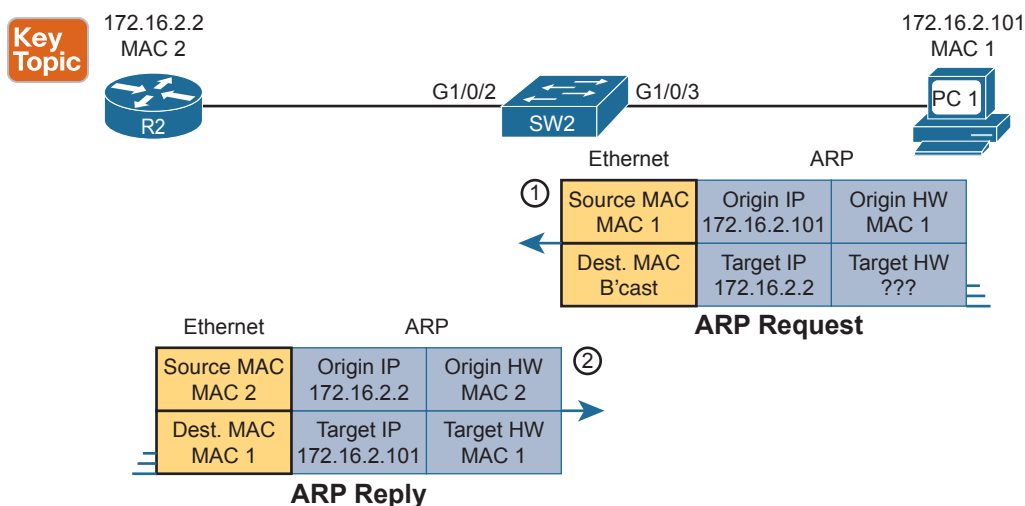 Key
Topic
172.16.2.2
MAC 2
172.16.2.101
MAC 1
R2
G1/0/2
SW2
G1/0/3
PC 1
Ethernet
ARP
1
Source MAC
MAC 1
Origin IP
172.16.2.101
Origin HW
MAC 1
Dest. MAC
B'cast
Target IP
172.16.2.2
Target HW
???
ARP Request
Ethernet
ARP
Source MAC
MAC 2
Origin IP
172.16.2.2
Origin HW
MAC 2
2
Dest. MAC
MAC 1
Target IP
172.16.2.101
Target HW
MAC 1
ARP Reply